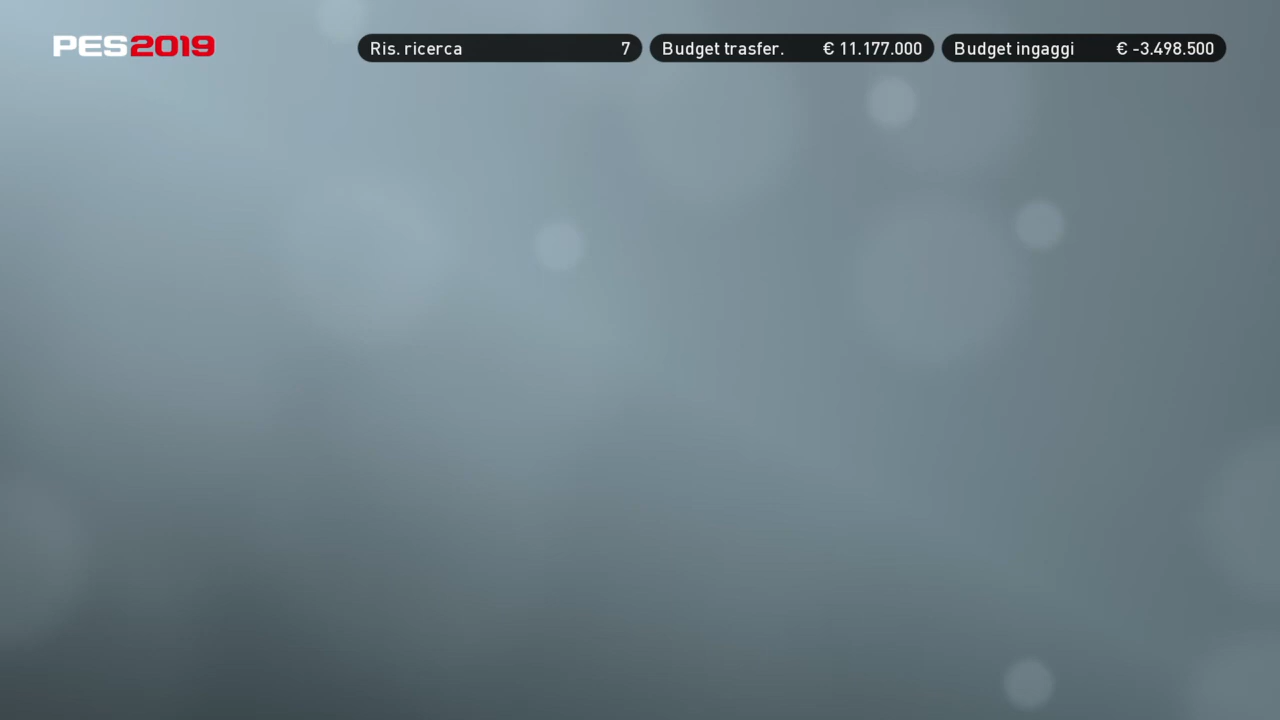 PES2019
Ris. ricerca 7
Budget trasfer. € 11.177.000
Budget ingaggi € -3.498.500